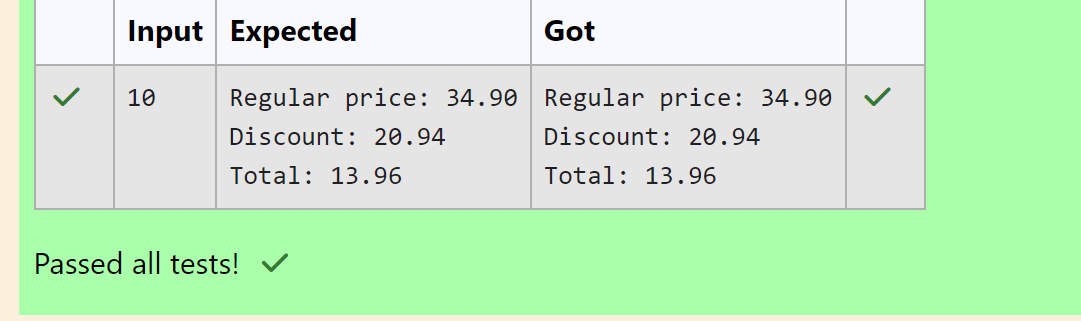 Input Expected Got
10 Regular price: 34.90 Regular price: 34.90
Discount: 20.94 Discount: 20.94
Total: 13.96 Total: 13.96
Passed all tests!